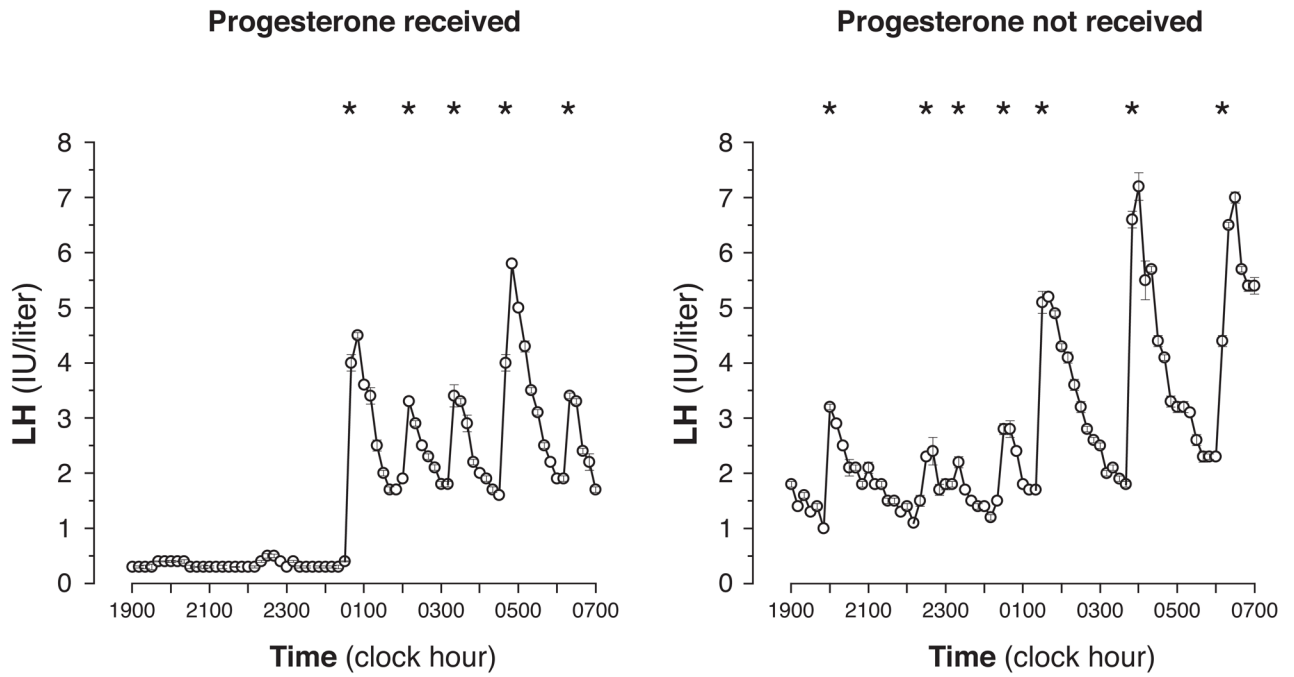 Progesterone received
* * * * *
8
7
6
5
4
3
2
1
0
LH (IU/liter)
1900 2100 2300 0100 0300 0500 0700
Time (clock hour)
Progesterone not received
* * * * * * *
8
7
6
5
4
3
2
1
0
LH (IU/liter)
1900 2100 2300 0100 0300 0500 0700
Time (clock hour)